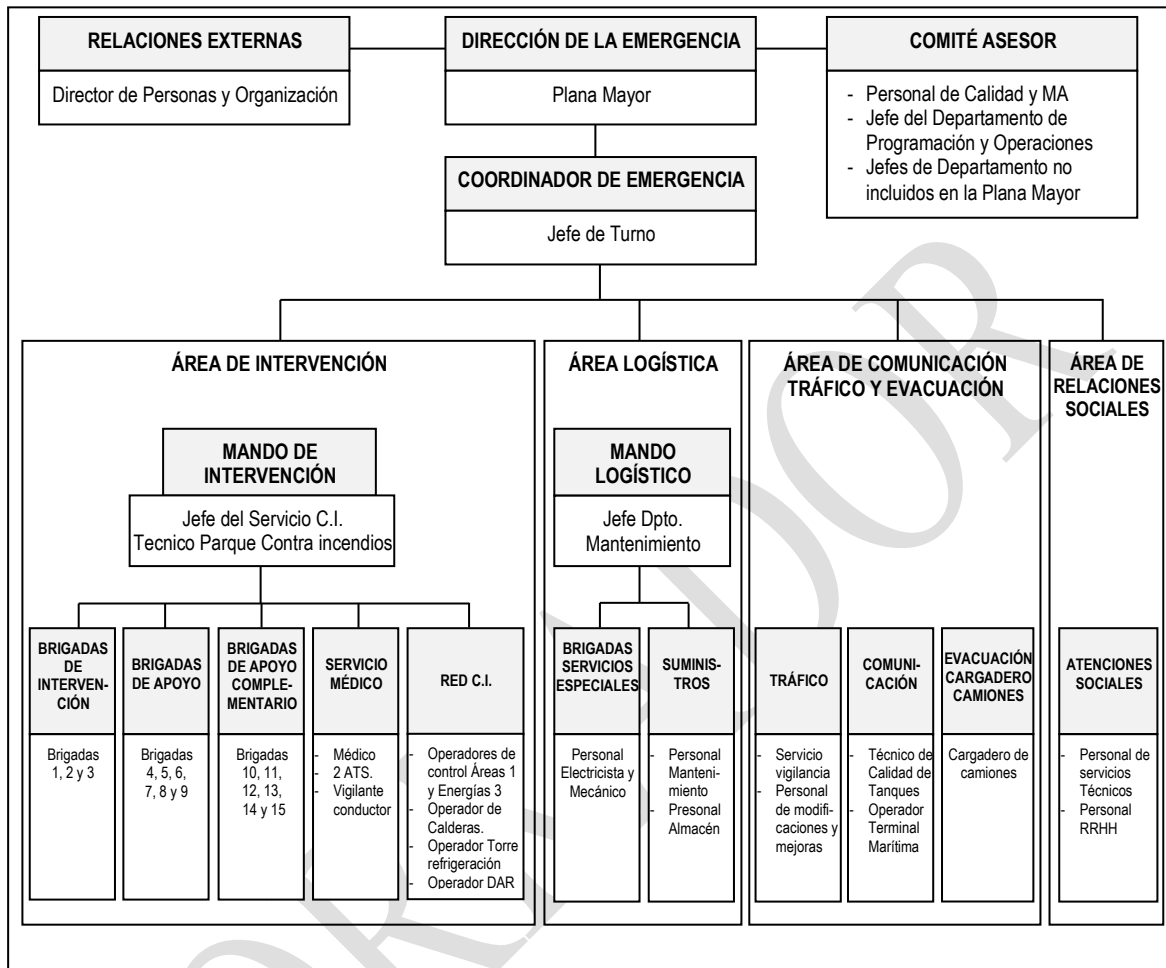 RELACIONES EXTERNAS
Director de Personas y Organización
DIRECCIÓN DE LA EMERGENCIA
Plana Mayor
COMITÉ ASESOR
- Personal de Calidad y MA
- Jefe del Departamento de
Programación y Operaciones
- Jefes de Departamento no
incluidos en la Plana Mayor
COORDINADOR DE EMERGENCIA
Jefe de Turno
ÁREA DE INTERVENCIÓN
MANDO DE
INTERVENCIÓN
Jefe del Servicio C.I.
Tecnico Parque Contra incendios
BRIGADAS
DE
INTERVEN-
CIÓN
Brigadas
1, 2 y 3
BRIGADAS
DE APOYO
Brigadas
4, 5, 6,
7, 8 y 9
BRIGADAS
DE APOYO
COMPLE-
MENTARIO
Brigadas
10, 11,
12, 13,
14 y 15
SERVICIO
MÉDICO
- Médico
- 2 ATS.
- Vigilante
conductor
RED C.I.
- Operadores de
control Áreas 1
y Energías 3
- Operador de
Calderas.
- Operador Torre
refrigeración
- Operador DAR
ÁREA LOGÍSTICA
MANDO
LOGÍSTICO
Jefe Dpto.
Mantenimiento
BRIGADAS
SERVICIOS
ESPECIALES
Personal
Electricista y
Mecánico
SUMINIS-
TROS
- Personal
Manteni-
miento
- Presonal
Almacén
ÁREA DE COMUNICACIÓN
TRÁFICO Y EVACUACIÓN
TRÁFICO
- Servicio
vigilancia
- Personal
de modifi-
caciones y
mejoras
COMUNI-
CACIÓN
- Técnico de
Calidad de
Tanques
- Operador
Terminal
Marítima
EVACUACIÓN
CARGADERO
CAMIONES
Cargadero de
camiones
ÁREA DE
RELACIONES
SOCIALES
ATENCIONES
SOCIALES
- Personal de
servicios
Técnicos
- Personal
RRHH